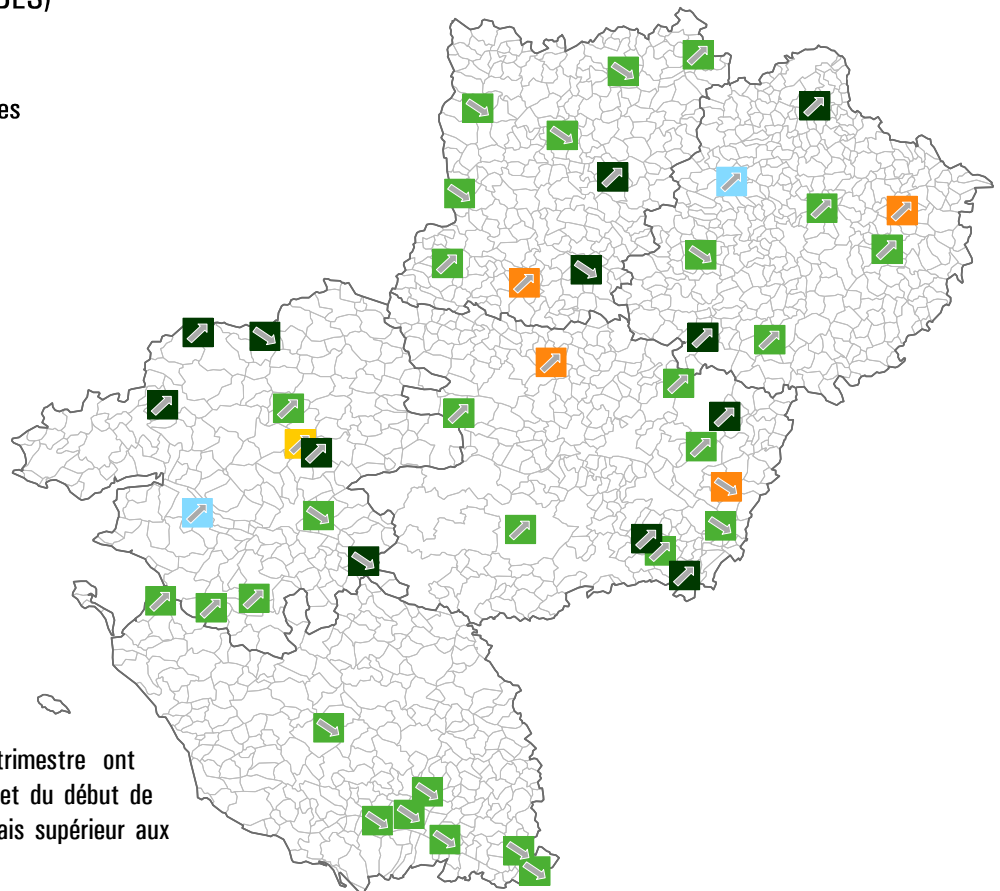 es
trimestre ont
et du début de
ais supérieur aux